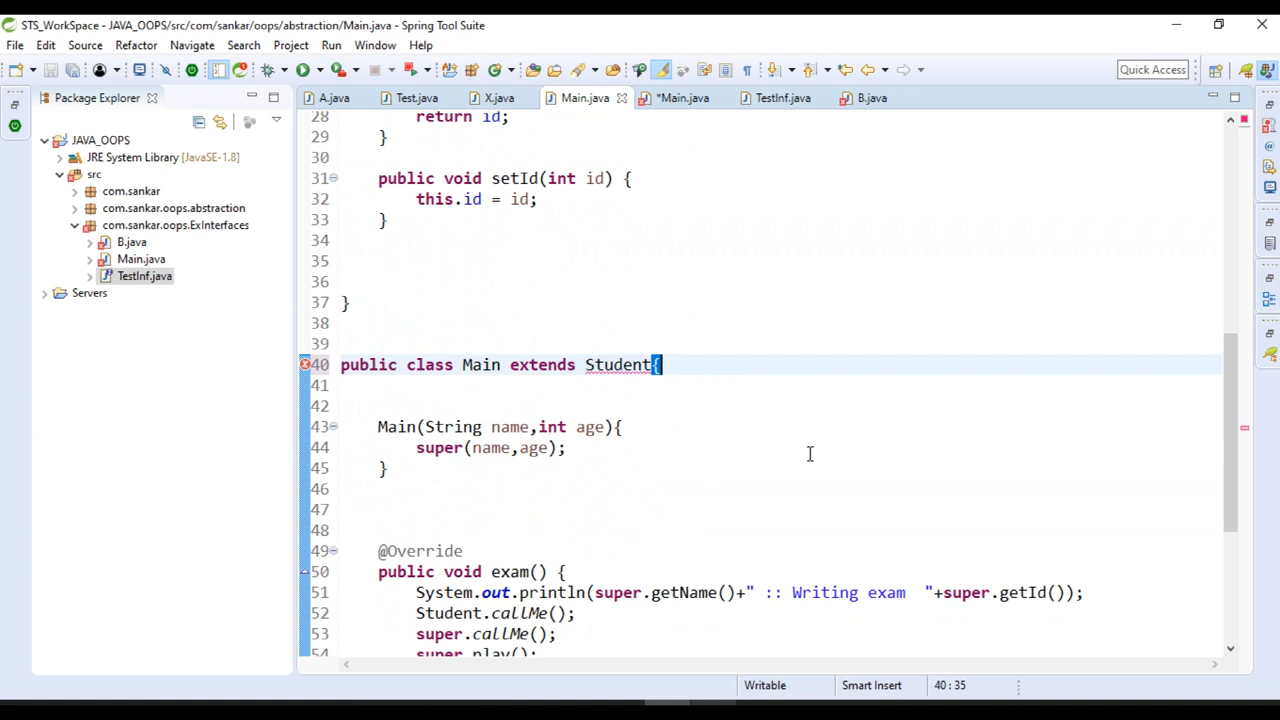 STS_WorkSpace - JAVA_OOPS/src/com/sankar/oops/abstraction/Main.java - Spring Tool Suite
File Edit Source Refactor Navigate Search Project Run Window Help
Quick Access
Package Explorer
A.java Test.java X.java Main.java *Main.java TestInf.java B.java
JAVA_OOPS
JRE System Library [JavaSE-1.8]
src
com.sankar
com.sankar.oops.abstraction
com.sankar.oops.ExInterfaces
B.java
Main.java
TestInf.java
Servers
28 return id;
29 }
30
31 public void setId(int id) {
32 this.id = id;
33 }
34
35
36
37 }
38
39
40 public class Main extends Student{
41
42
43 Main(String name,int age){
44 super(name,age);
45 }
46
47
48
49 @Override
50 public void exam() {
51 System.out.println(super.getName()+" :: Writing exam "+super.getId());
52 Student.callMe();
53 super.callMe();
54 super.play();
Writable Smart Insert 40 : 35